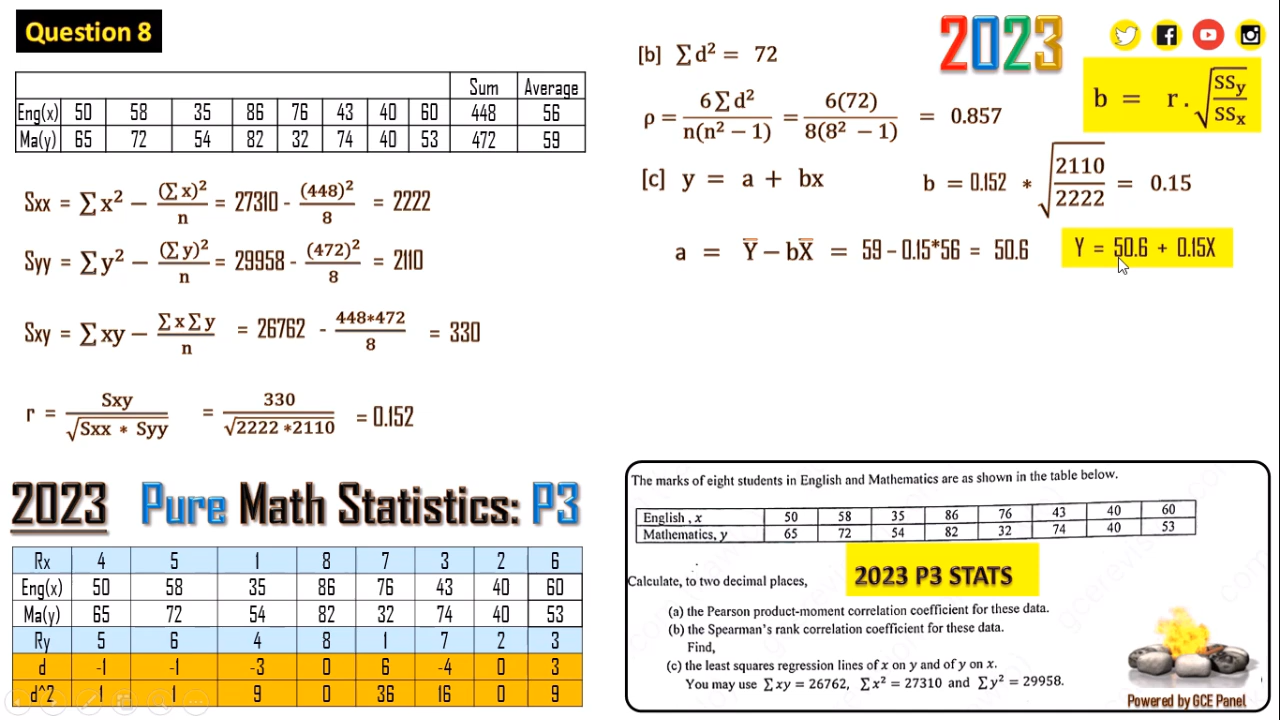 Question 8
2023
Sum Average
Eng(x) 50 58 35 86 76 43 40 60 448 56
Ma(y) 65 72 54 82 32 74 40 53 472 59
Sxx = ∑x² − (∑x)²/n = 27310 - (448)²/8 = 2222
Syy = ∑y² − (∑y)²/n = 29958 - (472)²/8 = 2110
Sxy = ∑xy − ∑x∑y/n = 26762 - 448*472/8 = 330
r = Sxy/√(Sxx * Syy) = 330/√(2222 *2110) = 0.152
[b] ∑d² = 72
b = r.√(SSy/SSx)
ρ = 6∑d²/n(n² − 1) = 6(72)/8(8² − 1) = 0.857
[c] y = a + bx b = 0.152 * √(2110/2222) = 0.15
a = Y̅ − bX̅ = 59 − 0.15*56 = 50.6 Y = 50.6 + 0.15X
2023 Pure Math Statistics: P3
Rx 4 5 1 8 7 3 2 6
Eng(x) 50 58 35 86 76 43 40 60
Ma(y) 65 72 54 82 32 74 40 53
Ry 5 6 4 8 1 7 2 3
d -1 -1 -3 0 6 -4 0 3
d^2 1 1 9 0 36 16 0 9
The marks of eight students in English and Mathematics are as shown in the table below.
English , x 50 58 35 86 76 43 40 60
Mathematics, y 65 72 54 82 32 74 40 53
Calculate, to two decimal places,
2023 P3 STATS
(a) the Pearson product-moment correlation coefficient for these data.
(b) the Spearman's rank correlation coefficient for these data.
Find,
(c) the least squares regression lines of x on y and of y on x.
You may use ∑xy = 26762, ∑x² = 27310 and ∑y² = 29958.
Powered by GCE Panel